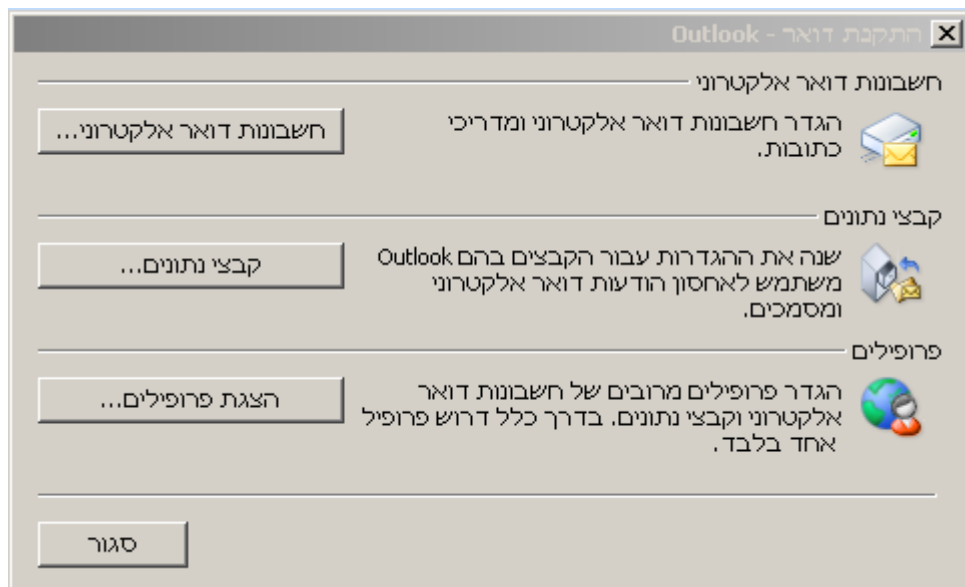 התקנת דואר - Outlook
חשבונות דואר אלקטרוני
הגדר חשבונות דואר אלקטרוני ומדריכי
כתובות.
חשבונות דואר אלקטרוני...
קבצי נתונים
שנה את ההגדרות עבור הקבצים בהם Outlook
משתמש לאחסון הודעות דואר אלקטרוני
ומסמכים.
קבצי נתונים...
פרופילים
הגדר פרופילים מרובים של חשבונות דואר
אלקטרוני וקבצי נתונים. בדרך כלל דרוש פרופיל
אחד בלבד.
הצגת פרופילים...
סגור